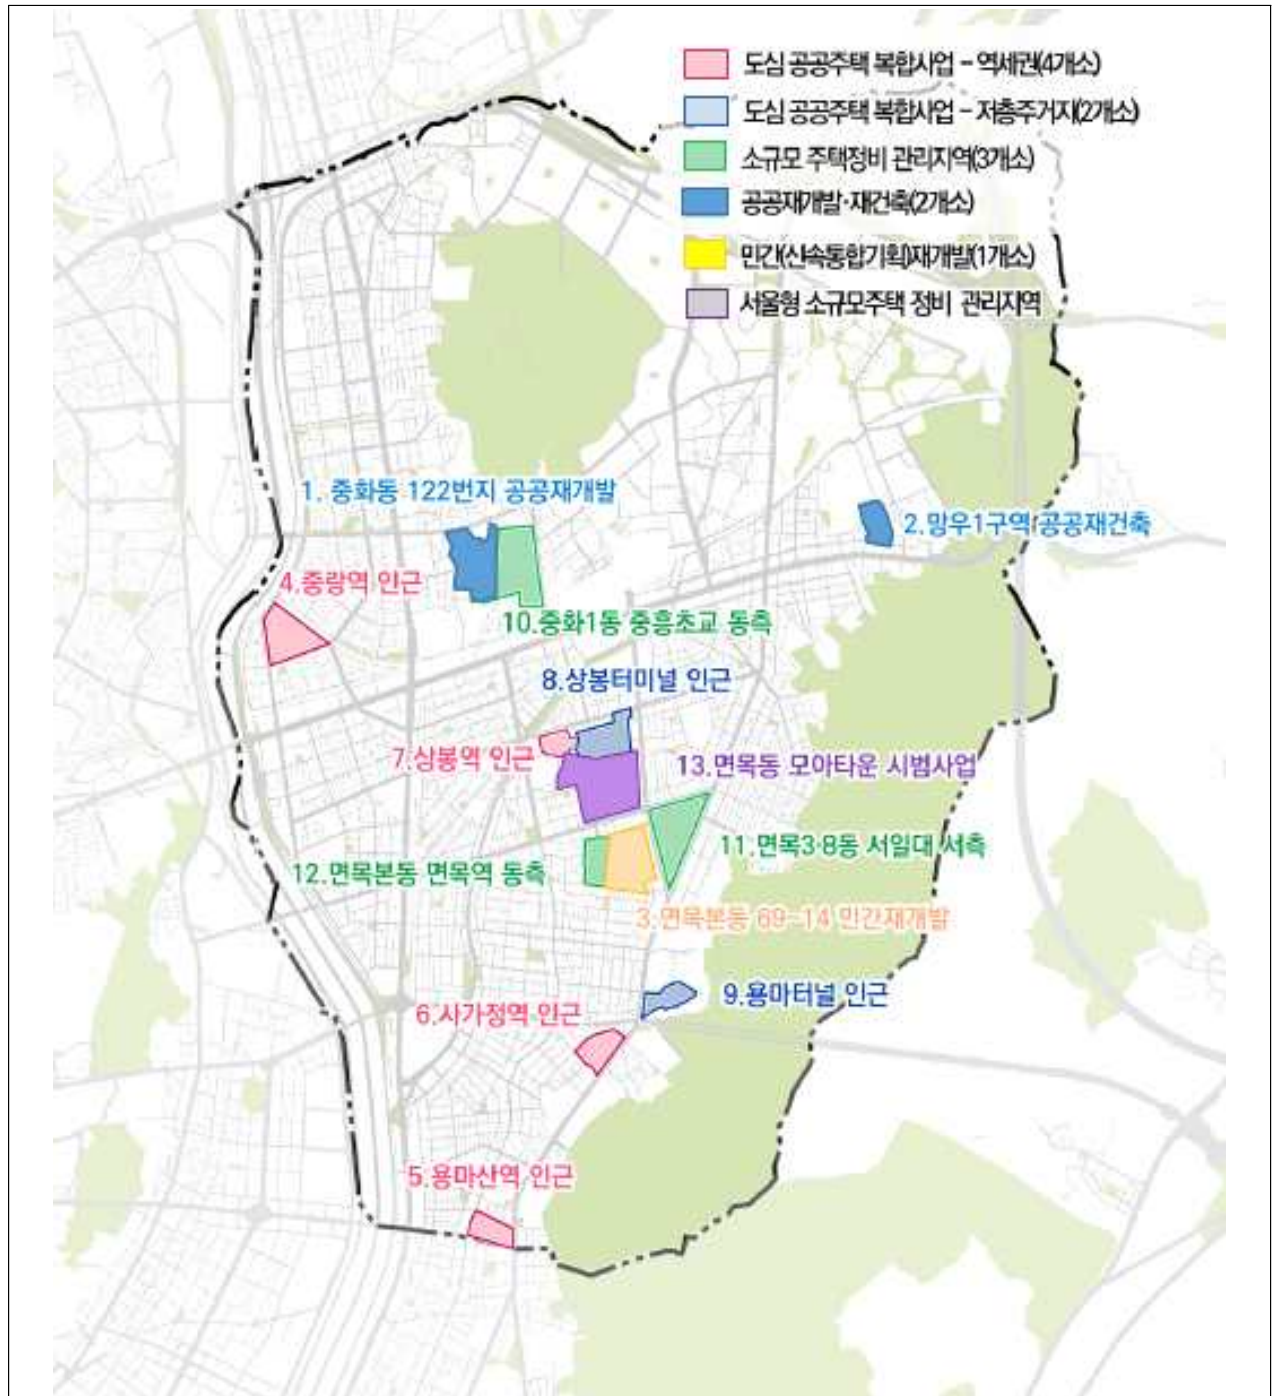 도심 공공주택 복합사업 - 역세권(4개소)
도심 공공주택 복합사업 - 저층주거지(2개소)
소규모 주택정비 관리지역(3개소)
공공재개발·재건축(2개소)
민간(신속통합기획)재개발(1개소)
서울형 소규모주택 정비 관리지역
1. 중화동 122번지 공공재개발
2.망우1구역 공공재건축
4.중랑역 인근
10.중화1동 중흥초교 동측
8.상봉터미널 인근
7.상봉역 인근
13.면목동 모아타운 시범사업
11.면목3·8동 서일대 서측
12.면목본동 면목역 동측
3.면목본동 69-14 민간재개발
9.용마터널 인근
6.사가정역 인근
5.용마산역 인근